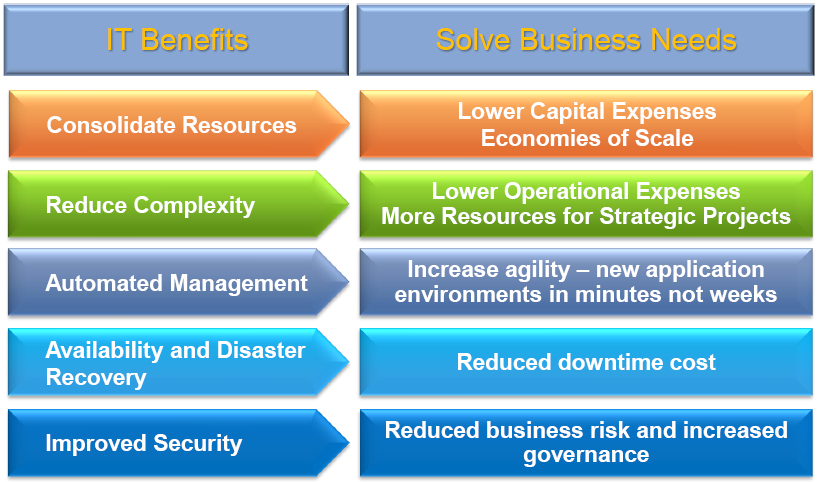 IT Benefits
Solve Business Needs
Consolidate Resources
Lower Capital Expenses
Economies of Scale
Reduce Complexity
Lower Operational Expenses
More Resources for Strategic Projects
Automated Management
Increase agility – new application
environments in minutes not weeks
Availability and Disaster
Recovery
Reduced downtime cost
Improved Security
Reduced business risk and increased
governance